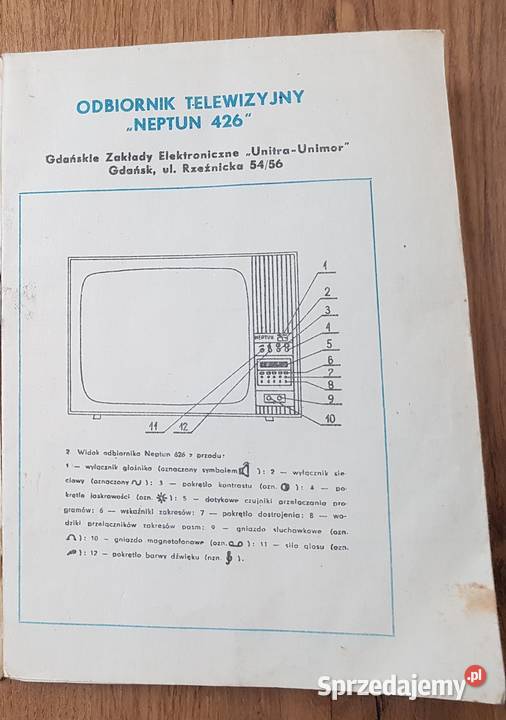 ODBIORNIK TELEWIZYJNY
„NEPTUN 426"
Gdańskie Zakłady Elektroniczne „Unitra-Unimor"
Gdańsk, ul. Rzeźnicka 54/56
1
2
3
4
5
6
7
8
9
10
11
12
NEPTUN
2 Widok odbiornika Neptun 626 z przodu:
1 — wyłącznik głośnika (oznaczony symbolem ): 2 — wyłącznik sie-
ciowy (oznaczony ): 3 — pokrętło kontrastu (ozn. ): 4 — po-
krętło jaskrawości (ozn. ): 5 — dotykowe czujniki przełączania pro-
gramów: 6 — wskaźniki zakresów: 7 — pokrętło dostrojenia: 8 — wo-
dziki przełączników zakresów pasm: 9 — gniazdo słuchawkowe (ozn.
): 10 — gniazdo magnetofonowe (ozn. ): 11 — siła głosu (ozn.
): 12 — pokrętło barwy dźwięku (ozn. ).
Sprzedajemy.pl